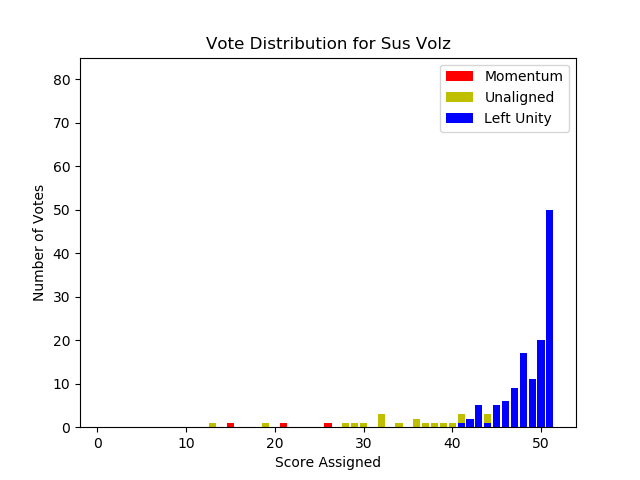 Vote Distribution for Sus Volz
Momentum
Unaligned
Left Unity
Number of Votes
80
70
60
50
40
30
20
10
0
0 10 20 30 40 50
Score Assigned